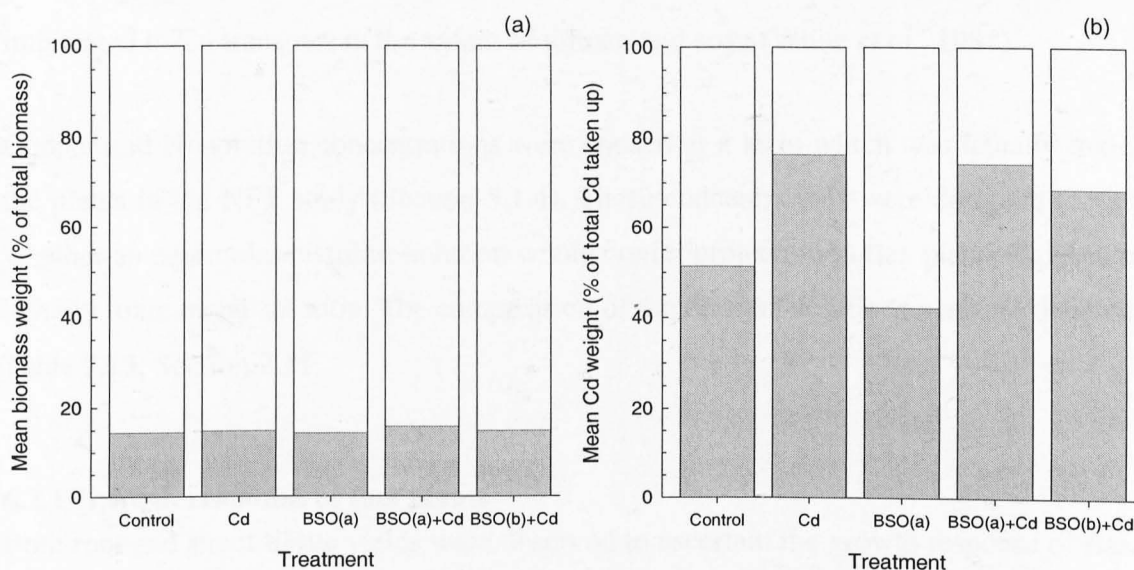 (a)
Mean biomass weight (% of total biomass)
100
80
60
40
20
0
Control Cd BSO(a) BSO(a)+Cd BSO(b)+Cd
Treatment
(b)
Mean Cd weight (% of total Cd taken up)
100
80
60
40
20
0
Control Cd BSO(a) BSO(a)+Cd BSO(b)+Cd
Treatment